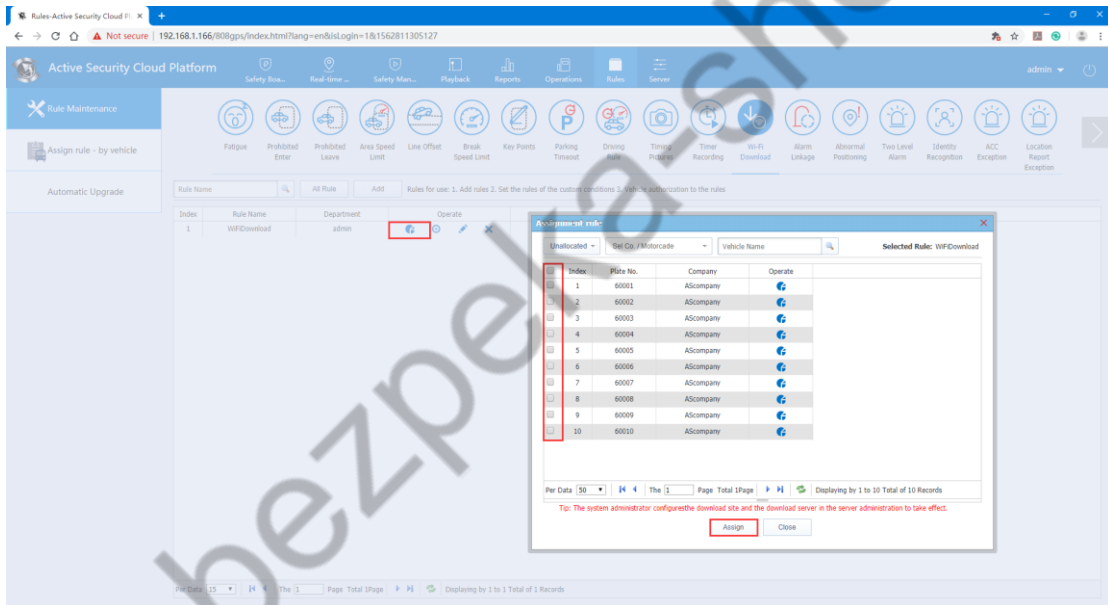 Rules-Active Security Cloud Pl
Not secure | 192.168.1.166/808gps/index.html?lang=en&isLogin=1&1562811305127
Active Security Cloud Platform
Safety Boa... Real-time ... Safety Man... Playback Reports Operations Rules Server
admin
Rule Maintenance
Assign rule - by vehicle
Automatic Upgrade
Fatigue
Prohibited Enter
Prohibited Leave
Area Speed Limit
Line Offset
Break Speed Limit
Key Points
Parking Timeout
Driving Rule
Timing Pictures
Timer Recording
Wi-Fi Download
Alarm Linkage
Abnormal Positioning
Two Level Alarm
Identity Recognition
ACC Exception
Location Report Exception
Rule Name All Rule Add Rules for use: 1. Add rules 2. Set the rules of the custom conditions 3. Vehicle authorization to the rules
Index Rule Name Department Operate
1 WiFiDownload admin
Assignment rule
Unallocated Sel Co. / Motorcade Vehicle Name Selected Rule: WiFiDownload
Index Plate No. Company Operate
1 60001 AScompany
2 60002 AScompany
3 60003 AScompany
4 60004 AScompany
5 60005 AScompany
6 60006 AScompany
7 60007 AScompany
8 60008 AScompany
9 60009 AScompany
10 60010 AScompany
Per Data 50 The 1 Page Total 1Page Displaying by 1 to 10 Total of 10 Records
Tip: The system administrator configuresthe download site and the download server in the server administration to take effect.
Assign Close
Per Data 15 The 1 Page Total 1Page Displaying by 1 to 1 Total of 1 Records